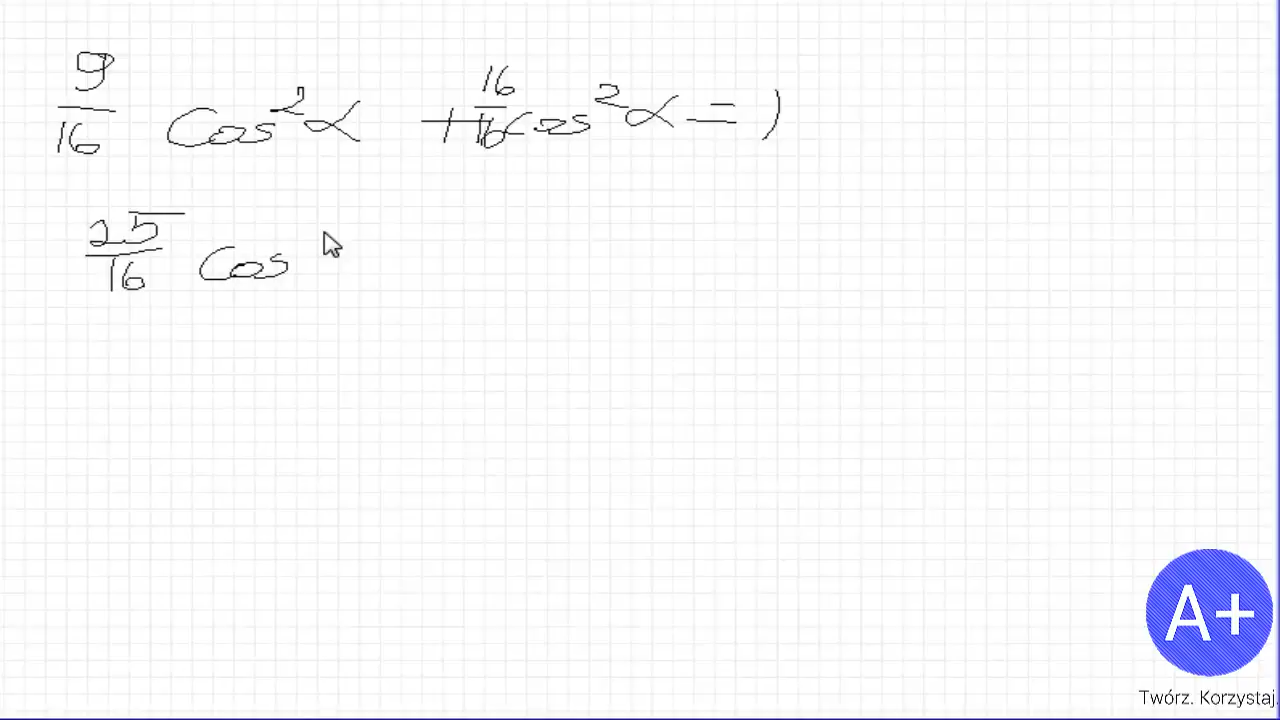 9/16 cos²α + 16/16 cos²α = 1
25/16 cos
A+
Twórz. Korzystaj.